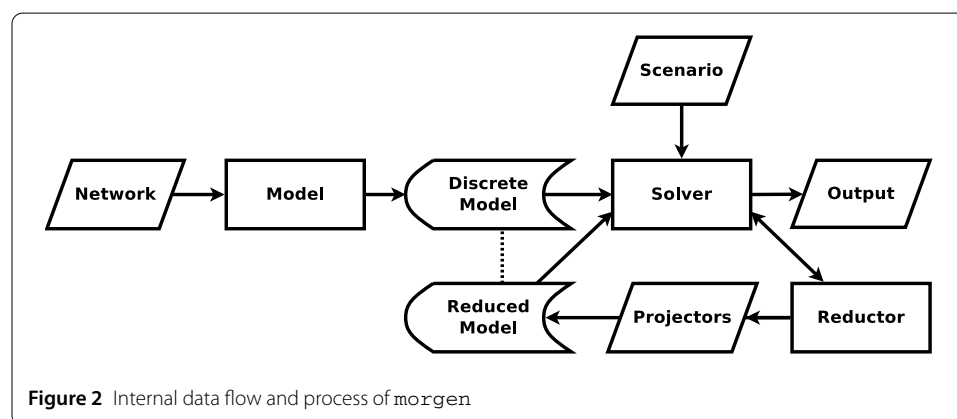 Scenario
Network
Model
Discrete
Model
Solver
Output
Reduced
Model
Projectors
Reductor
Figure 2 Internal data flow and process of morgen